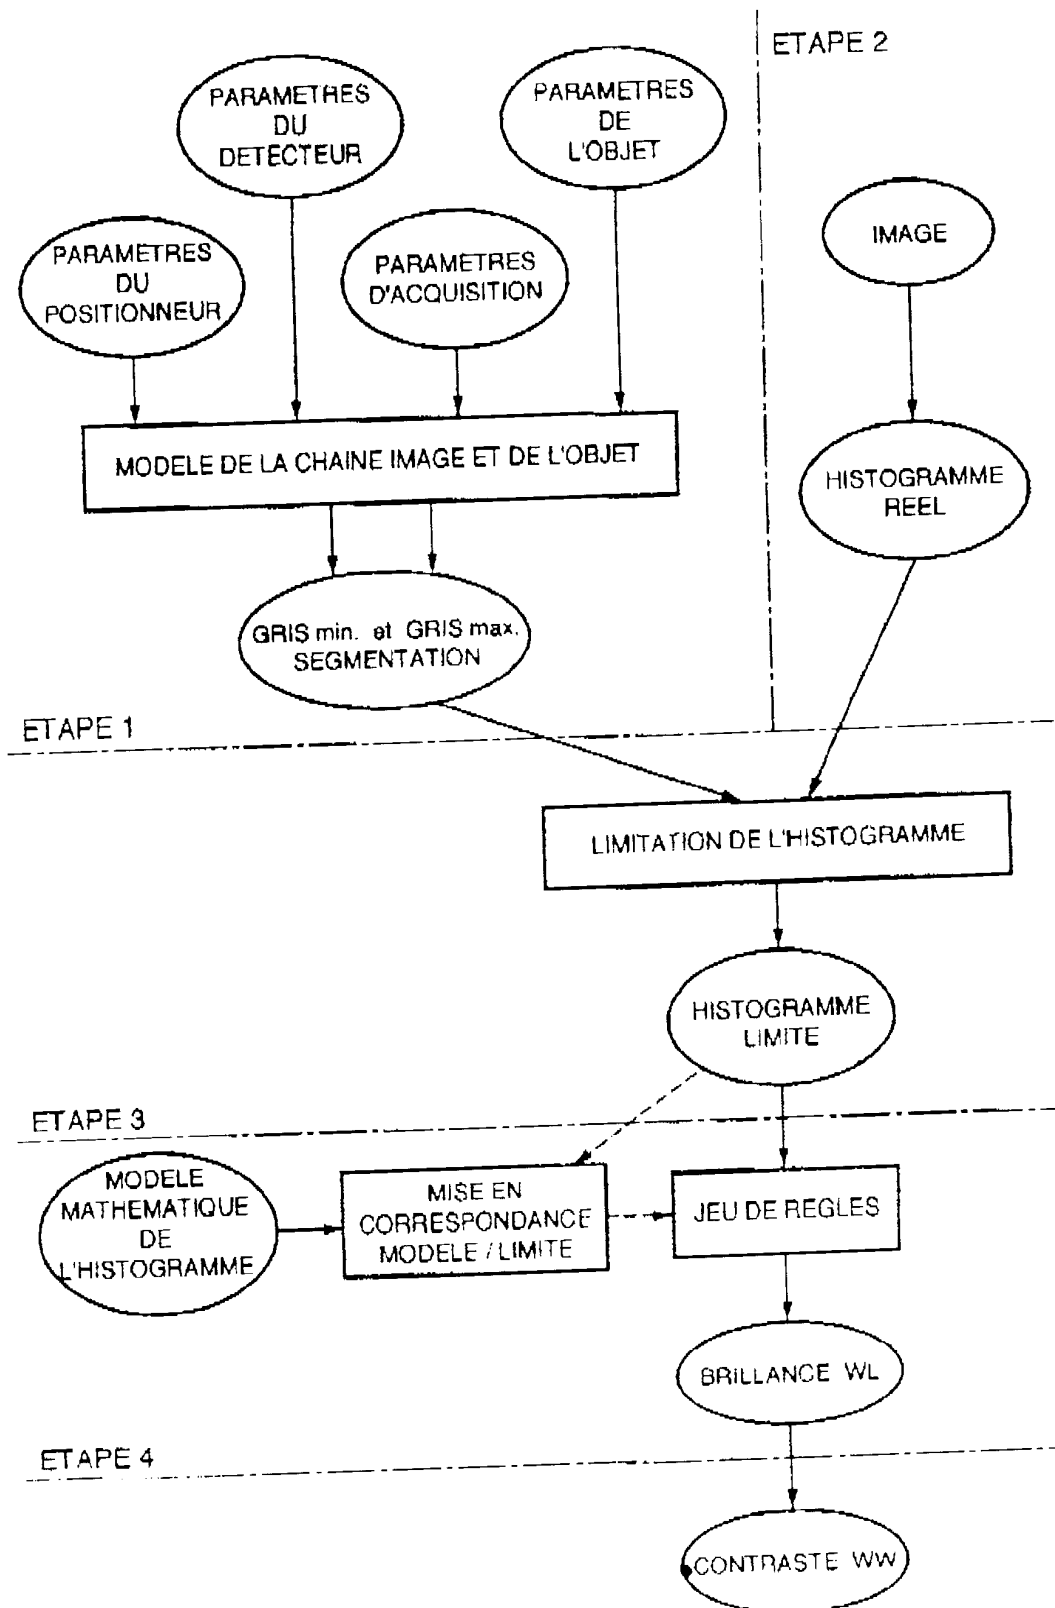 ETAPE 2
PARAMETRES
DU
DETECTEUR
PARAMETRES
DE
L'OBJET
PARAMETRES
DU
POSITIONNEUR
PARAMETRES
D'ACQUISITION
IMAGE
MODELE DE LA CHAINE IMAGE ET DE L'OBJET
HISTOGRAMME
REEL
GRIS min. et GRIS max.
SEGMENTATION
ETAPE 1
LIMITATION DE L'HISTOGRAMME
HISTOGRAMME
LIMITE
ETAPE 3
MODELE
MATHEMATIQUE
DE
L'HISTOGRAMME
MISE EN
CORRESPONDANCE
MODELE / LIMITE
JEU DE REGLES
BRILLANCE WL
ETAPE 4
CONTRASTE WW